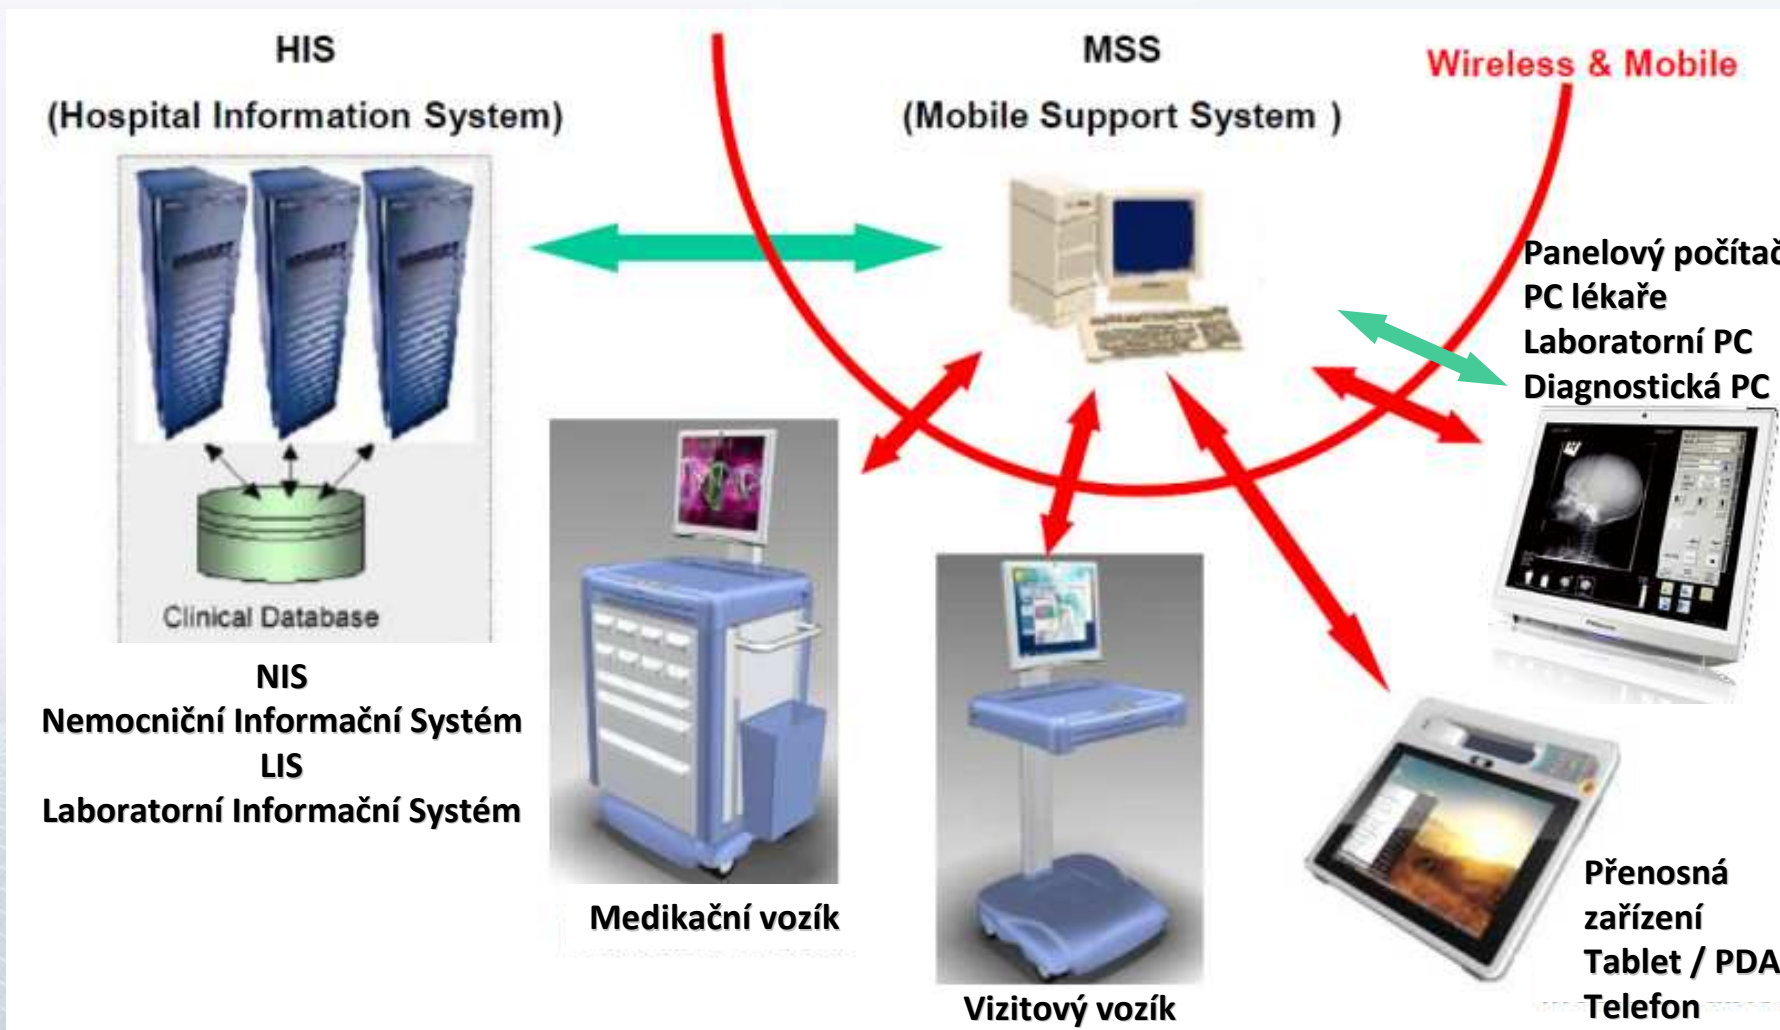 HIS
(Hospital Information System)
MSS
(Mobile Support System )
Wireless & Mobile
Clinical Database
NIS
Nemocniční Informační Systém
LIS
Laboratorní Informační Systém
Panelový počítač
PC lékaře
Laboratorní PC
Diagnostická PC
Medikační vozík
Vizitový vozík
Přenosná
zařízení
Tablet / PDA
Telefon